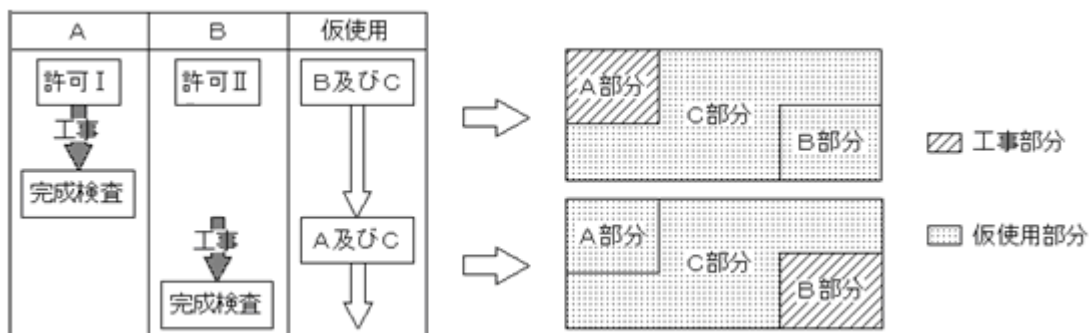 A B 仮使用
許可Ⅰ 許可Ⅱ B及びC
工事
完成検査
A及びC
工事
完成検査
A部分
C部分
B部分
工事部分
A部分
C部分
B部分
仮使用部分